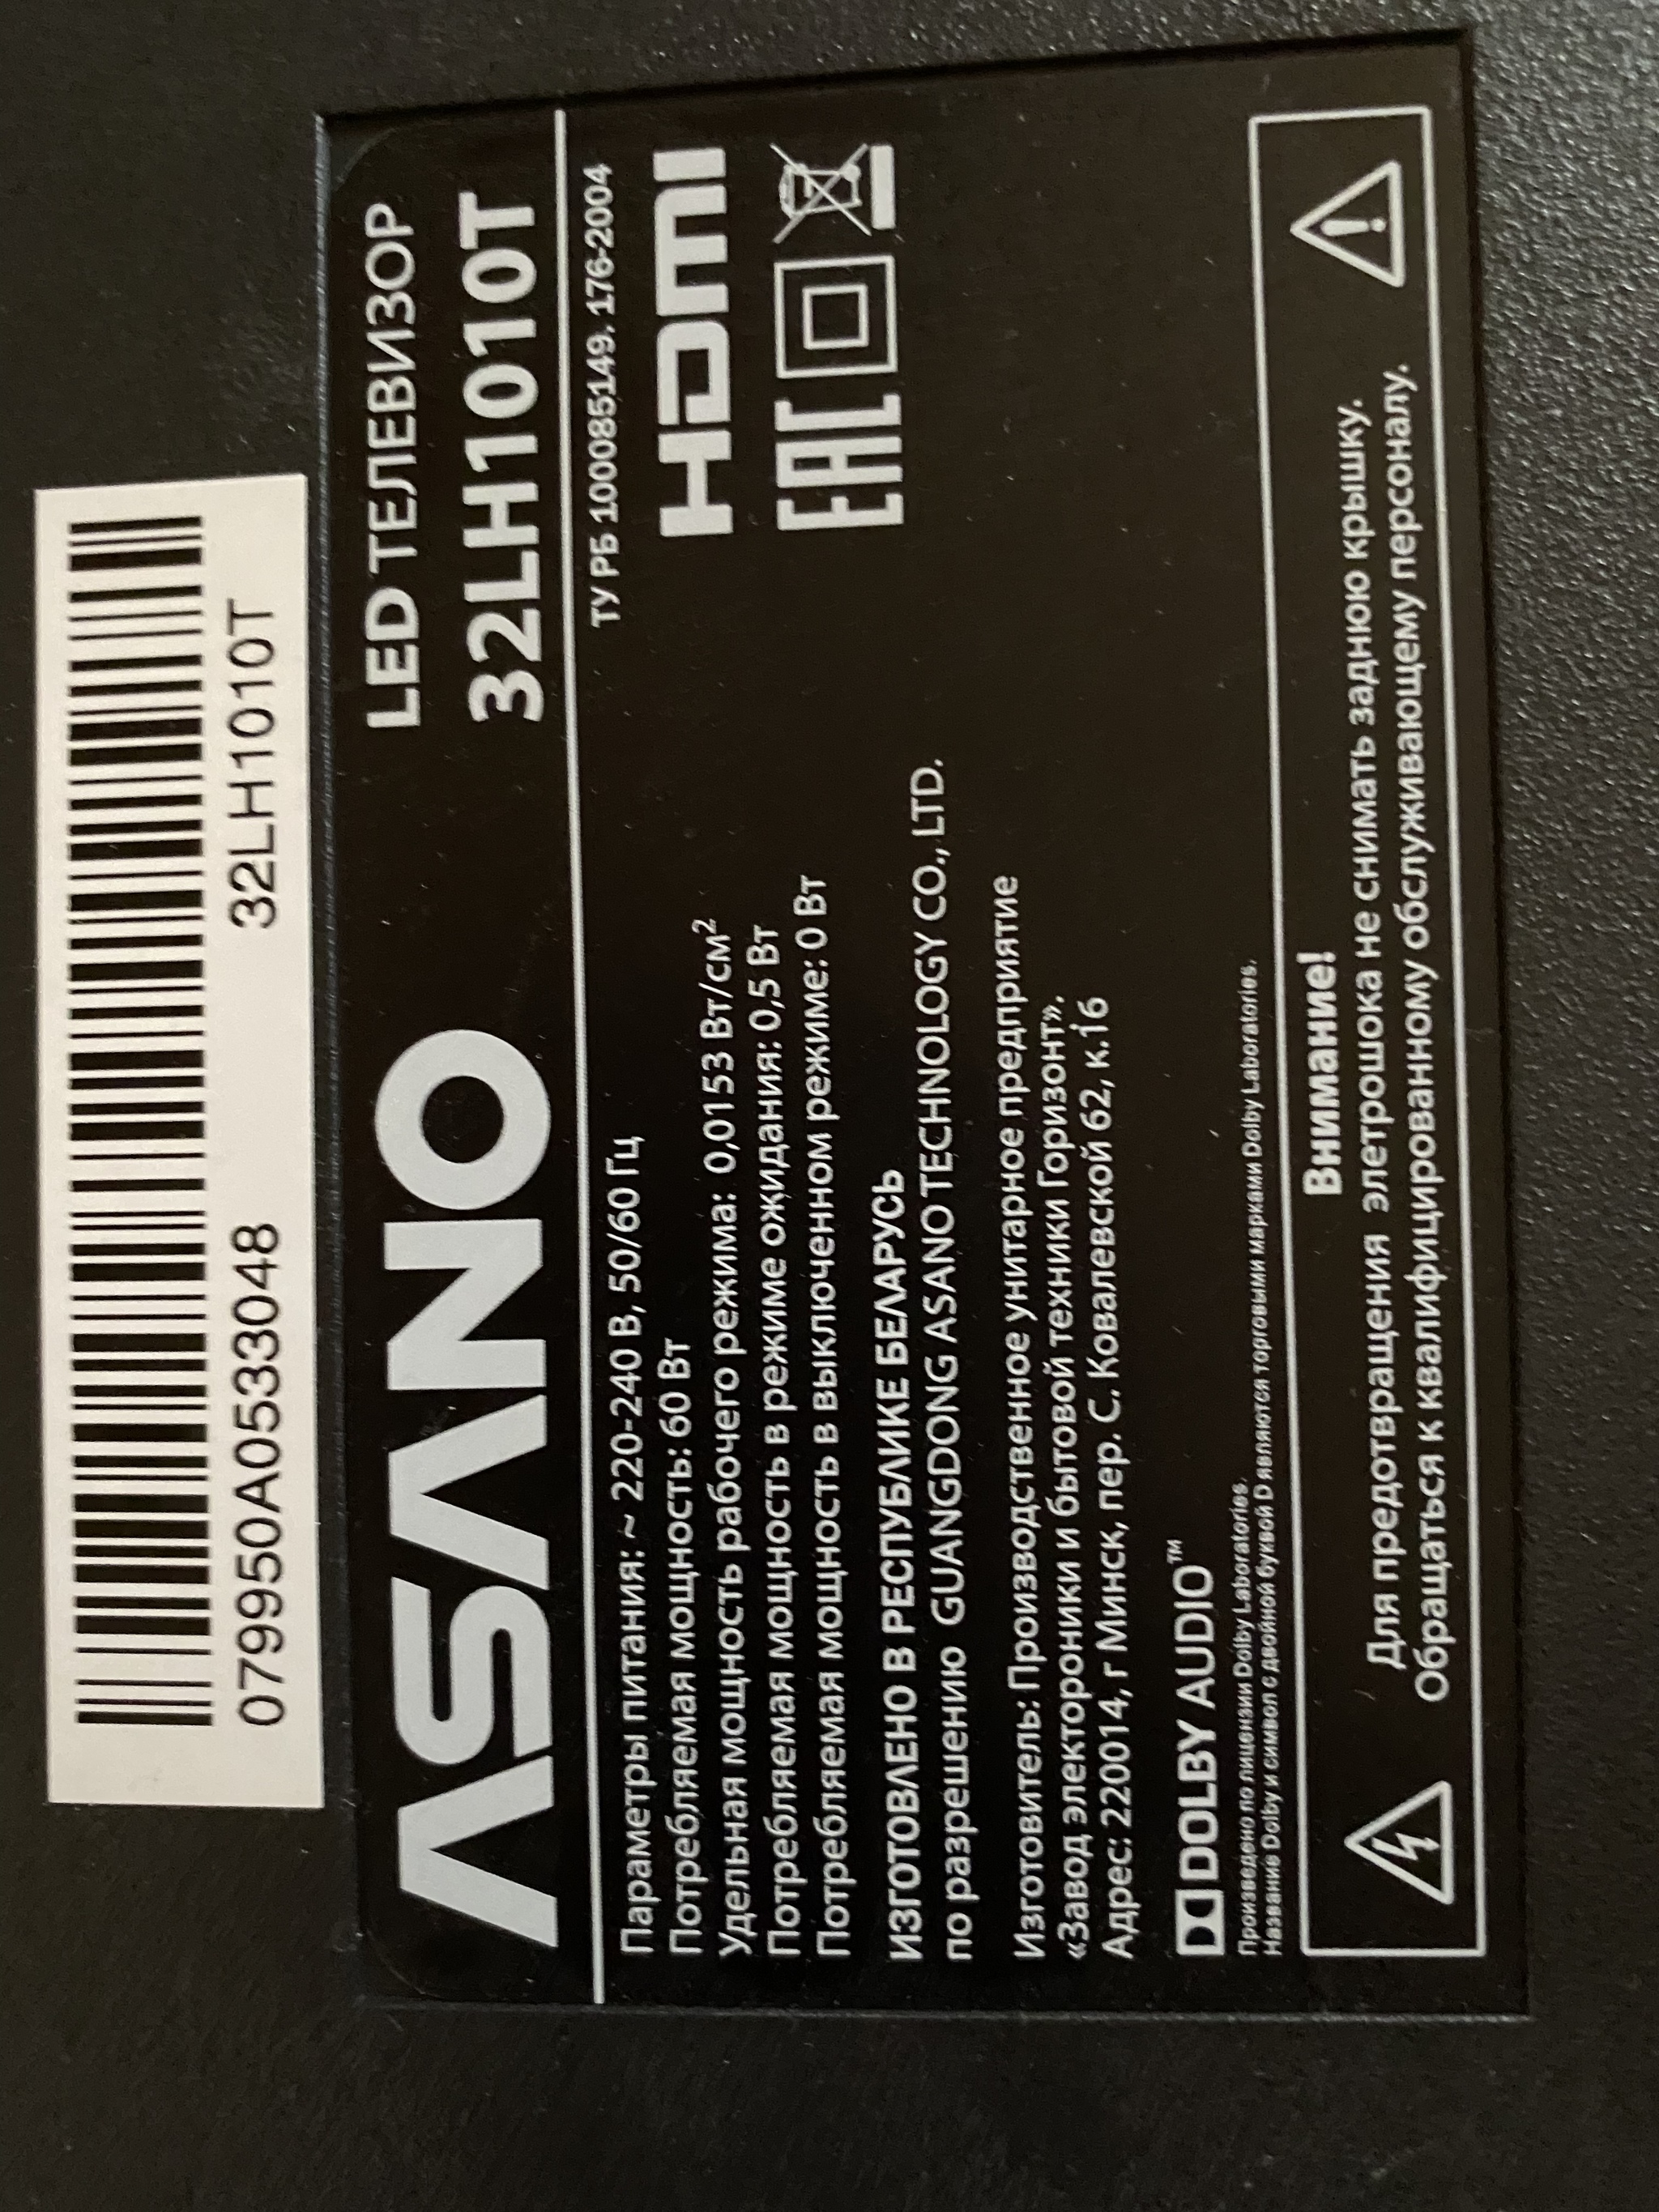 079950A0533048 32LH1010T
ASANO
LED ТЕЛЕВИЗОР
32LH1010T
ТУ РБ 100085149. 176-2004
Параметры питания: ~ 220-240 В, 50/60 Гц
Потребляемая мощность: 60 Вт
Удельная мощность рабочего режима: 0,0153 Вт/см²
Потребляемая мощность в режиме ожидания: 0,5 Вт
Потребляемая мощность в выключенном режиме: 0 Вт
HDMI
EAC
ИЗГОТОВЛЕНО В РЕСПУБЛИКЕ БЕЛАРУСЬ
по разрешению GUANGDONG ASANO TECHNOLOGY CO., LTD.
Изготовитель: Производственное унитарное предприятие
«Завод электороники и бытовой техники Горизонт».
Адрес: 220014, г Минск, пер. С. Ковалевской 62, к.16
DOLBY AUDIO™
Произведено по лицензии Dolby Laboratories.
Название Dolby и символ с двойной буквой D являются торговыми марками Dolby Laboratories.
Внимание!
Для предотвращения элетрошока не снимать заднюю крышку.
Обращаться к квалифицированному обслуживающему персоналу.